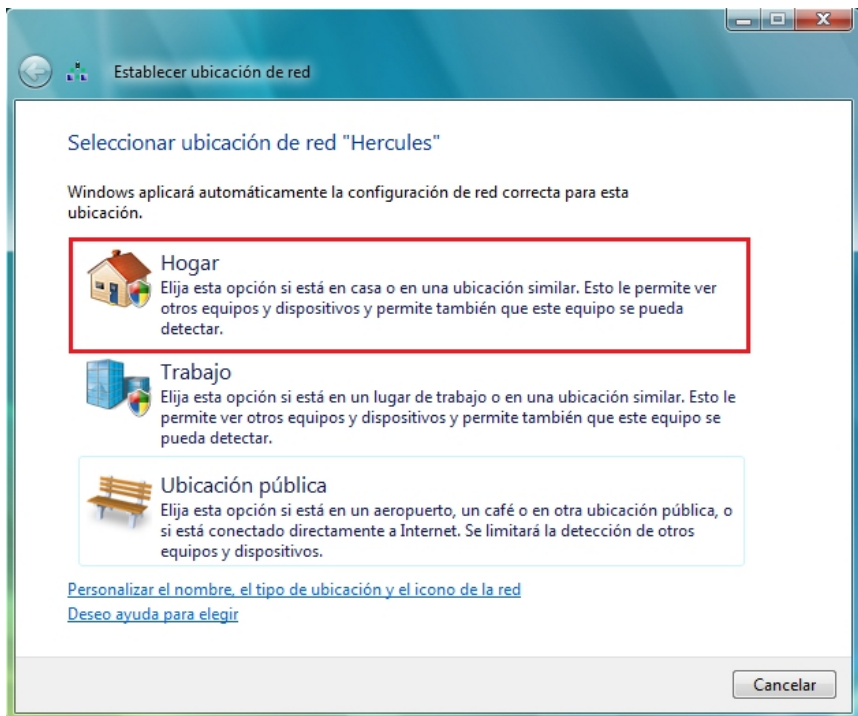 Establecer ubicación de red
Seleccionar ubicación de red "Hercules"
Windows aplicará automáticamente la configuración de red correcta para esta
ubicación.
Hogar
Elija esta opción si está en casa o en una ubicación similar. Esto le permite ver
otros equipos y dispositivos y permite también que este equipo se pueda
detectar.
Trabajo
Elija esta opción si está en un lugar de trabajo o en una ubicación similar. Esto le
permite ver otros equipos y dispositivos y permite también que este equipo se
pueda detectar.
Ubicación pública
Elija esta opción si está en un aeropuerto, un café o en otra ubicación pública, o
si está conectado directamente a Internet. Se limitará la detección de otros
equipos y dispositivos.
Personalizar el nombre, el tipo de ubicación y el icono de la red
Deseo ayuda para elegir
Cancelar